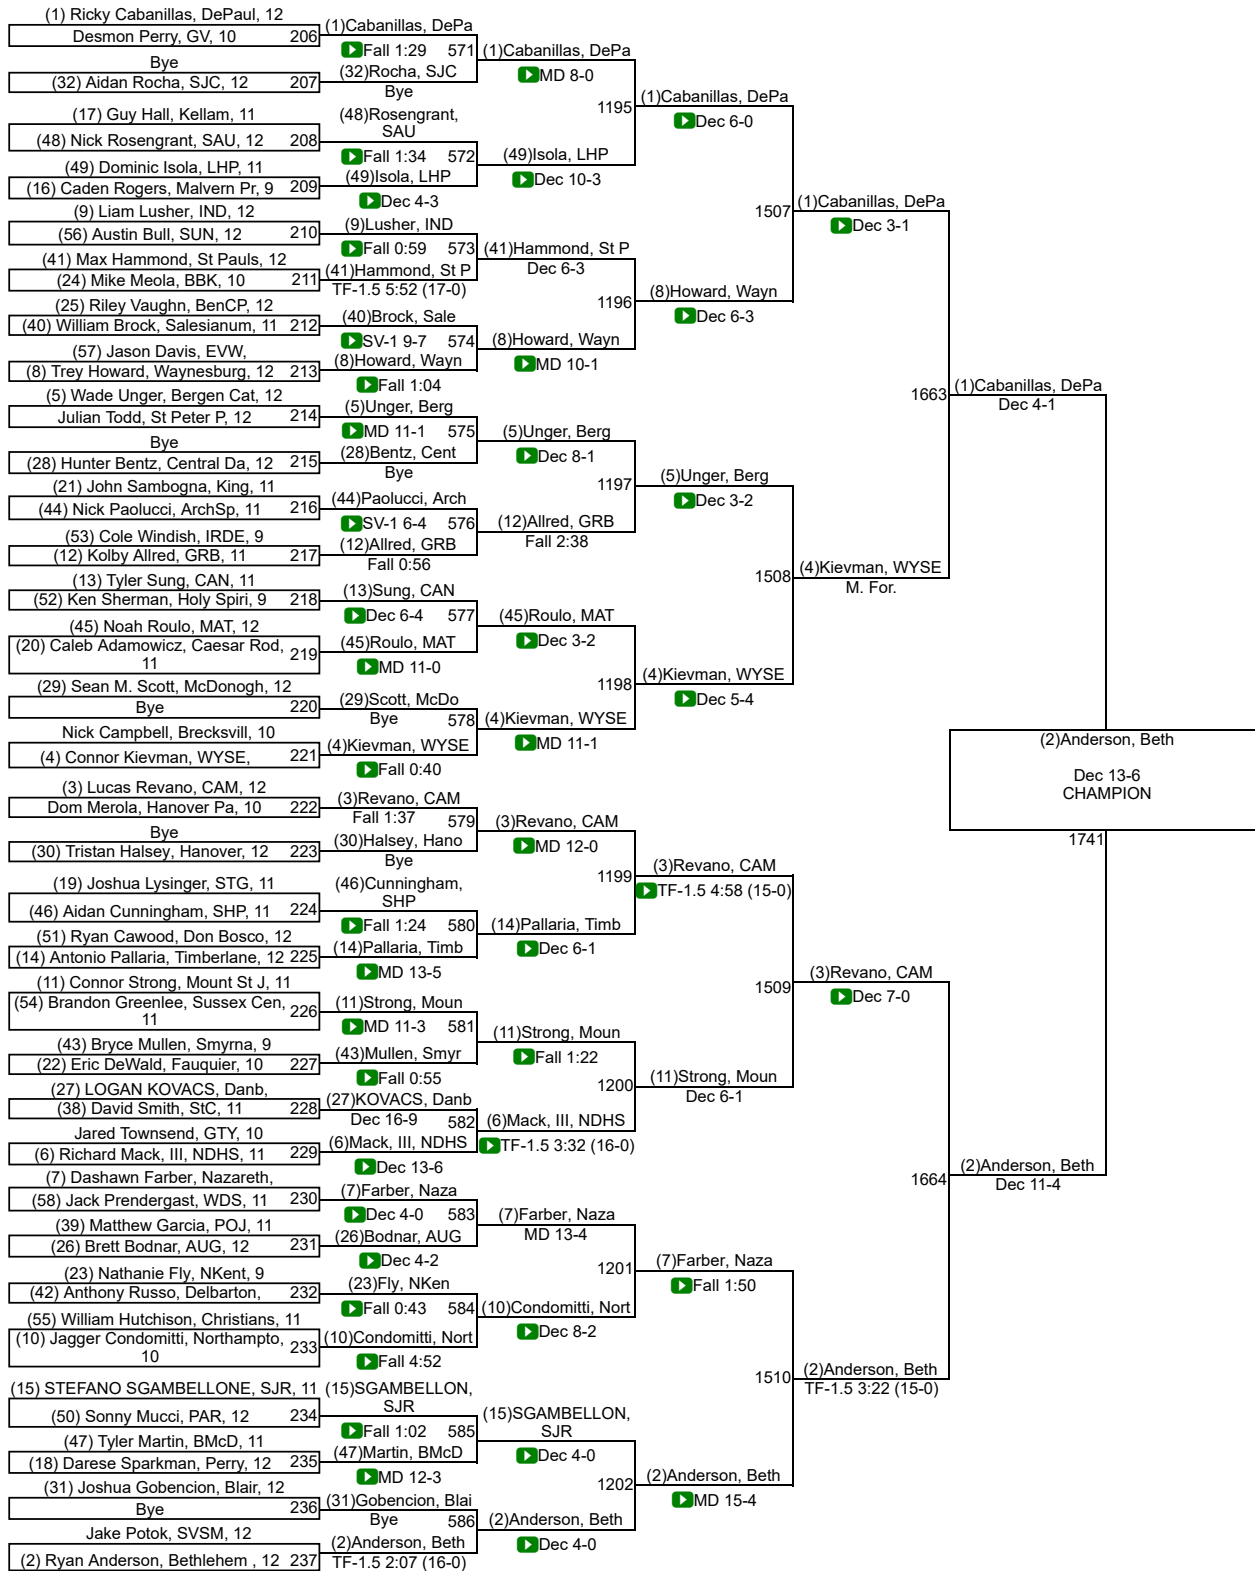 (1) Ricky Cabanillas, DePaul, 12
Desmon Perry, GV, 10 206
Bye
(32) Aidan Rocha, SJC, 12 207
(17) Guy Hall, Kellam, 11
(48) Nick Rosengrant, SAU, 12 208
(49) Dominic Isola, LHP, 11
(16) Caden Rogers, Malvern Pr, 9 209
(9) Liam Lusher, IND, 12
(56) Austin Bull, SUN, 12 210
(41) Max Hammond, St Pauls, 12
(24) Mike Meola, BBK, 10 211
(25) Riley Vaughn, BenCP, 12
(40) William Brock, Salesianum, 11 212
(57) Jason Davis, EVW,
(8) Trey Howard, Waynesburg, 12 213
(5) Wade Unger, Bergen Cat, 12
Julian Todd, St Peter P, 12 214
Bye
(28) Hunter Bentz, Central Da, 12 215
(21) John Sambogna, King, 11
(44) Nick Paolucci, ArchSp, 11 216
(53) Cole Windish, IRDE, 9
(12) Kolby Allred, GRB, 11 217
(13) Tyler Sung, CAN, 11
(52) Ken Sherman, Holy Spiri, 9 218
(45) Noah Roulo, MAT, 12
(20) Caleb Adamowicz, Caesar Rod,
11 219
(29) Sean M. Scott, McDonogh, 12
Bye 220
Nick Campbell, Brecksvill, 10
(4) Connor Kievman, WYSE, 221
(3) Lucas Revano, CAM, 12
Dom Merola, Hanover Pa, 10 222
Bye
(30) Tristan Halsey, Hanover, 12 223
(19) Joshua Lysinger, STG, 11
(46) Aidan Cunningham, SHP, 11 224
(51) Ryan Cawood, Don Bosco, 12
(14) Antonio Pallaria, Timberlane, 12 225
(11) Connor Strong, Mount St J, 11
(54) Brandon Greenlee, Sussex Cen,
11 226
(43) Bryce Mullen, Smyrna, 9
(22) Eric DeWald, Fauquier, 10 227
(27) LOGAN KOVACS, Danb,
(38) David Smith, StC, 11 228
Jared Townsend, GTY, 10
(6) Richard Mack, III, NDHS, 11 229
(7) Dashawn Farber, Nazareth,
(58) Jack Prendergast, WDS, 11 230
(39) Matthew Garcia, POJ, 11
(26) Brett Bodnar, AUG, 12 231
(23) Nathanie Fly, NKent, 9
(42) Anthony Russo, Delbarton, 232
(55) William Hutchison, Christians, 11
(10) Jagger Condomitti, Northampto,
10 233
(15) STEFANO SGAMBELLONE, SJR, 11
(50) Sonny Mucci, PAR, 12 234
(47) Tyler Martin, BMcD, 11
(18) Darese Sparkman, Perry, 12 235
(31) Joshua Gobencion, Blair, 12
Bye 236
Jake Potok, SVSM, 12
(2) Ryan Anderson, Bethlehem , 12 237
(1)Cabanillas, DePa
Fall 1:29 571
(32)Rocha, SJC
Bye
(48)Rosengrant,
SAU
Fall 1:34 572
(49)Isola, LHP
Dec 4-3
(9)Lusher, IND
Fall 0:59 573
(41)Hammond, St P
TF-1.5 5:52 (17-0)
(40)Brock, Sale
SV-1 9-7 574
(8)Howard, Wayn
Fall 1:04
(5)Unger, Berg
MD 11-1 575
(28)Bentz, Cent
Bye
(44)Paolucci, Arch
SV-1 6-4 576
(12)Allred, GRB
Fall 0:56
(13)Sung, CAN
Dec 6-4 577
(45)Roulo, MAT
MD 11-0
(29)Scott, McDo
Bye 578
(4)Kievman, WYSE
Fall 0:40
(3)Revano, CAM
Fall 1:37 579
(30)Halsey, Hano
Bye
(46)Cunningham,
SHP
Fall 1:24 580
(14)Pallaria, Timb
MD 13-5
(11)Strong, Moun
MD 11-3 581
(43)Mullen, Smyr
Fall 0:55
(27)KOVACS, Danb
Dec 16-9 582
(6)Mack, III, NDHS
Dec 13-6
(7)Farber, Naza
Dec 4-0 583
(26)Bodnar, AUG
Dec 4-2
(23)Fly, NKen
Fall 0:43 584
(10)Condomitti, Nort
Fall 4:52
(15)SGAMBELLON,
SJR
Fall 1:02 585
(47)Martin, BMcD
MD 12-3
(31)Gobencion, Blai
Bye 586
(2)Anderson, Beth
TF-1.5 2:07 (16-0)
(1)Cabanillas, DePa
MD 8-0
1195
(49)Isola, LHP
Dec 10-3
(41)Hammond, St P
Dec 6-3
1196
(8)Howard, Wayn
MD 10-1
(5)Unger, Berg
Dec 8-1
1197
(12)Allred, GRB
Fall 2:38
(45)Roulo, MAT
Dec 3-2
1198
(4)Kievman, WYSE
MD 11-1
(3)Revano, CAM
MD 12-0
1199
(14)Pallaria, Timb
Dec 6-1
(11)Strong, Moun
Fall 1:22
1200
(6)Mack, III, NDHS
TF-1.5 3:32 (16-0)
(7)Farber, Naza
MD 13-4
1201
(10)Condomitti, Nort
Dec 8-2
(15)SGAMBELLON,
SJR
Dec 4-0
1202
(2)Anderson, Beth
Dec 4-0
(1)Cabanillas, DePa
Dec 6-0
1507
(8)Howard, Wayn
Dec 6-3
(5)Unger, Berg
Dec 3-2
1508
(4)Kievman, WYSE
Dec 5-4
(3)Revano, CAM
TF-1.5 4:58 (15-0)
1509
(11)Strong, Moun
Dec 6-1
(7)Farber, Naza
Fall 1:50
1510
(2)Anderson, Beth
MD 15-4
(1)Cabanillas, DePa
Dec 3-1
1663
(4)Kievman, WYSE
M. For.
(3)Revano, CAM
Dec 7-0
1664
(2)Anderson, Beth
TF-1.5 3:22 (15-0)
(1)Cabanillas, DePa
Dec 4-1
(2)Anderson, Beth
Dec 11-4
(2)Anderson, Beth
Dec 13-6
CHAMPION
1741